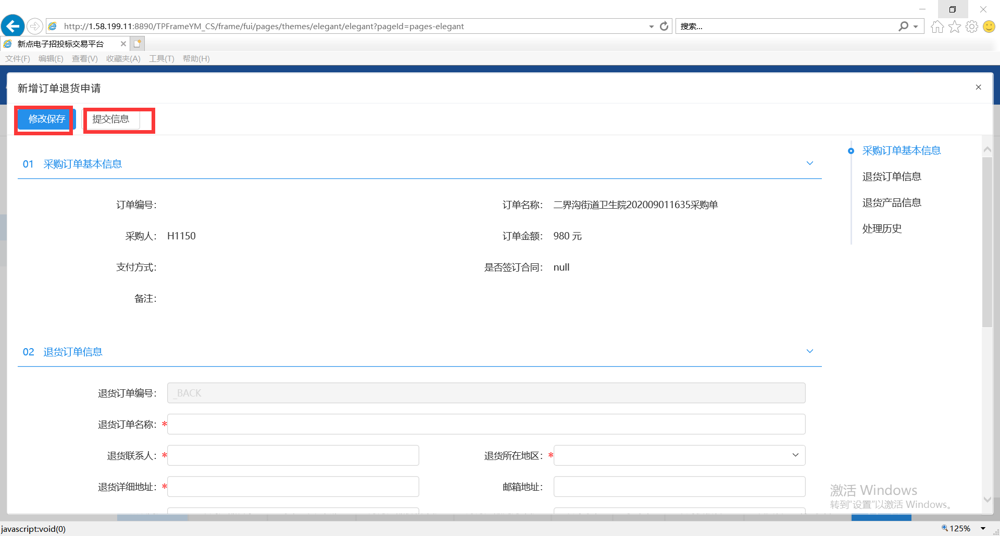 http://1.58.199.11:8890/TPFrameYM_CS/frame/fui/pages/themes/elegant/elegant?pageId=pages-elegant
搜索...
新点电子招投标交易平台
文件(F) 编辑(E) 查看(V) 收藏夹(A) 工具(T) 帮助(H)
新增订单退货申请
修改保存 提交信息
01 采购订单基本信息
订单编号：
订单名称： 二界沟街道卫生院202009011635采购单
采购人： H1150
订单金额： 980 元
支付方式：
是否签订合同： null
备注：
02 退货订单信息
退货订单编号： _BACK
退货订单名称： *
退货联系人： *
退货所在地区： *
退货详细地址： *
邮箱地址：
采购订单基本信息
退货订单信息
退货产品信息
处理历史
激活 Windows
转到"设置"以激活 Windows。
javascript:void(0)
125%